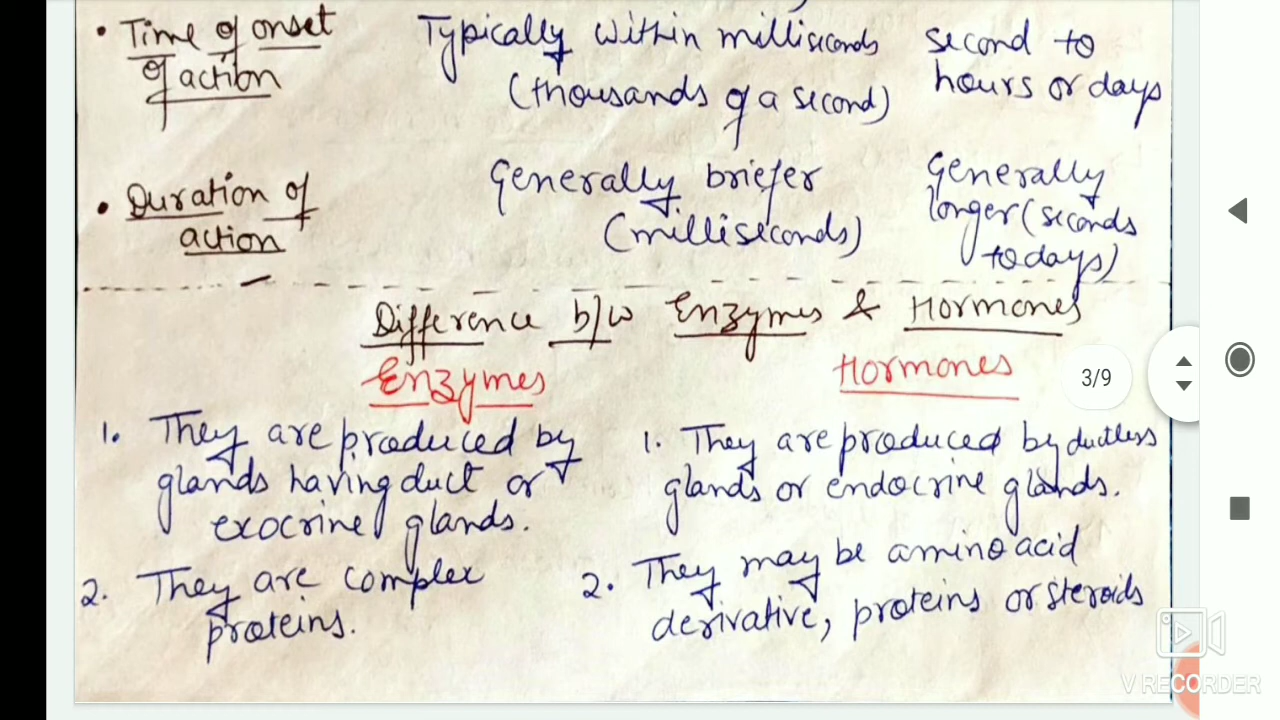 • Time of onset Typically within milliseconds second to
of action (thousands of a second) hours or days
• Duration of Generally briefer Generally
action (milliseconds) longer (seconds
to days)
Difference b/w Enzymes & Hormones
Enzymes Hormones
3/9
1. They are produced by 1. They are produced by ductless
glands having duct or glands or endocrine glands.
exocrine glands.
2. They are complex 2. They may be amino acid
proteins. derivative, proteins or steroids
V RECORDER